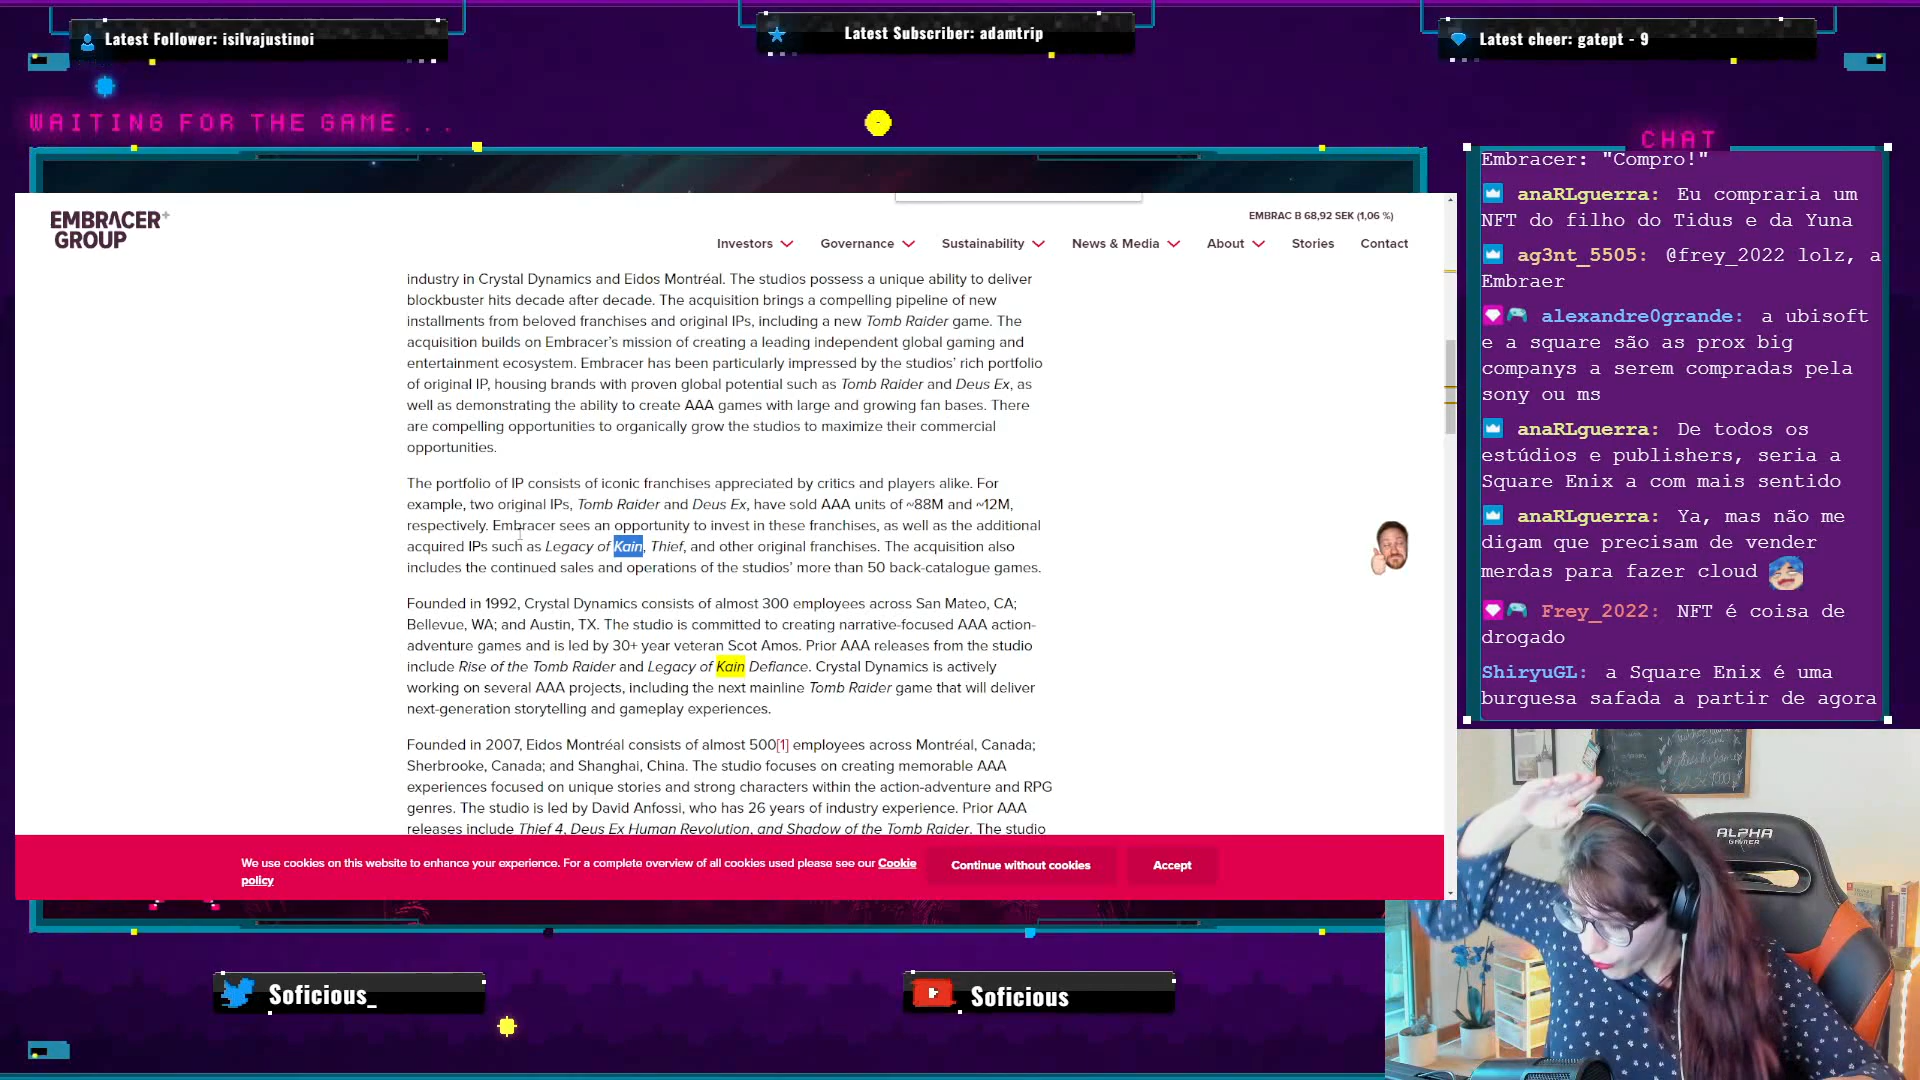 Latest Follower: isilvajustinoi
Latest Subscriber: adamtrip
Latest cheer: gatept - 9
WAITING FOR THE GAME...
EMBRACER+
GROUP
EMBRAC B 68,92 SEK (1,06 %)
Investors
Governance
Sustainability
News & Media
About
Stories
Contact
industry in Crystal Dynamics and Eidos Montréal. The studios possess a unique ability to deliver
blockbuster hits decade after decade. The acquisition brings a compelling pipeline of new
installments from beloved franchises and original IPs, including a new Tomb Raider game. The
acquisition builds on Embracer's mission of creating a leading independent global gaming and
entertainment ecosystem. Embracer has been particularly impressed by the studios' rich portfolio
of original IP, housing brands with proven global potential such as Tomb Raider and Deus Ex, as
well as demonstrating the ability to create AAA games with large and growing fan bases. There
are compelling opportunities to organically grow the studios to maximize their commercial
opportunities.
The portfolio of IP consists of iconic franchises appreciated by critics and players alike. For
example, two original IPs, Tomb Raider and Deus Ex, have sold AAA units of ~88M and ~12M,
respectively. Embracer sees an opportunity to invest in these franchises, as well as the additional
acquired IPs such as Legacy of Kain, Thief, and other original franchises. The acquisition also
includes the continued sales and operations of the studios' more than 50 back-catalogue games.
Founded in 1992, Crystal Dynamics consists of almost 300 employees across San Mateo, CA;
Bellevue, WA; and Austin, TX. The studio is committed to creating narrative-focused AAA action-
adventure games and is led by 30+ year veteran Scot Amos. Prior AAA releases from the studio
include Rise of the Tomb Raider and Legacy of Kain Defiance. Crystal Dynamics is actively
working on several AAA projects, including the next mainline Tomb Raider game that will deliver
next-generation storytelling and gameplay experiences.
Founded in 2007, Eidos Montréal consists of almost 500[1] employees across Montréal, Canada;
Sherbrooke, Canada; and Shanghai, China. The studio focuses on creating memorable AAA
experiences focused on unique stories and strong characters within the action-adventure and RPG
genres. The studio is led by David Anfossi, who has 26 years of industry experience. Prior AAA
releases include Thief 4, Deus Ex Human Revolution, and Shadow of the Tomb Raider. The studio
We use cookies on this website to enhance your experience. For a complete overview of all cookies used please see our Cookie
policy
Continue without cookies
Accept
CHAT
Embracer: "Compro!"
anaRLguerra: Eu compraria um
NFT do filho do Tidus e da Yuna
ag3nt_5505: @frey_2022 lolz, a
Embraer
alexandre0grande: a ubisoft
e a square são as prox big
companys a serem compradas pela
sony ou ms
anaRLguerra: De todos os
estúdios e publishers, seria a
Square Enix a com mais sentido
anaRLguerra: Ya, mas não me
digam que precisam de vender
merdas para fazer cloud
Frey_2022: NFT é coisa de
drogado
ShiryuGL: a Square Enix é uma
burguesa safada a partir de agora
ALPHA
GAMER
Soficious_
Soficious